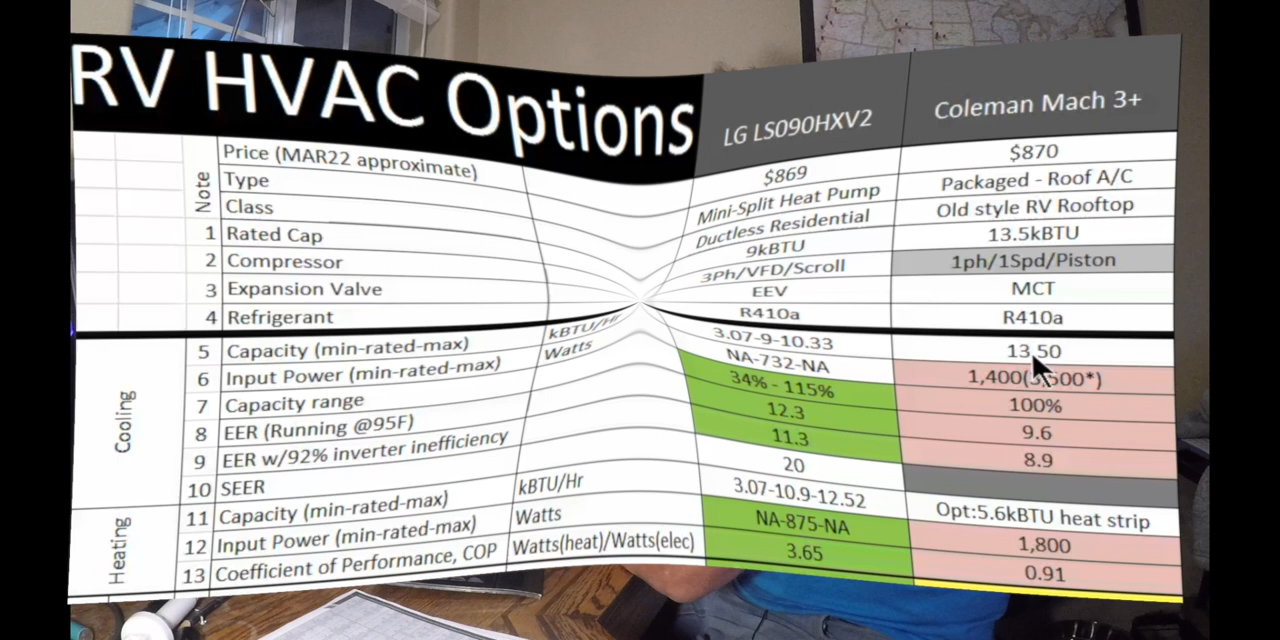 RV HVAC Options LG LS090HXV2 Coleman Mach 3+
Price (MAR22 approximate) $869 $870
Note
Type Mini-Split Heat Pump Packaged - Roof A/C
Class Ductless Residential Old style RV Rooftop
1 Rated Cap 9kBTU 13.5kBTU
2 Compressor 3Ph/VFD/Scroll 1ph/1Spd/Piston
3 Expansion Valve EEV MCT
4 Refrigerant R410a R410a
Cooling
5 Capacity (min-rated-max) kBTU/Hr 3.07-9-10.33 13.50
6 Input Power (min-rated-max) Watts NA-732-NA 1,400(3,500*)
7 Capacity range 34% - 115% 100%
8 EER (Running @95F) 12.3 9.6
9 EER w/92% inverter inefficiency 11.3 8.9
10 SEER 20
Heating
11 Capacity (min-rated-max) kBTU/Hr 3.07-10.9-12.52 Opt:5.6kBTU heat strip
12 Input Power (min-rated-max) Watts NA-875-NA 1,800
13 Coefficient of Performance, COP Watts(heat)/Watts(elec) 3.65 0.91